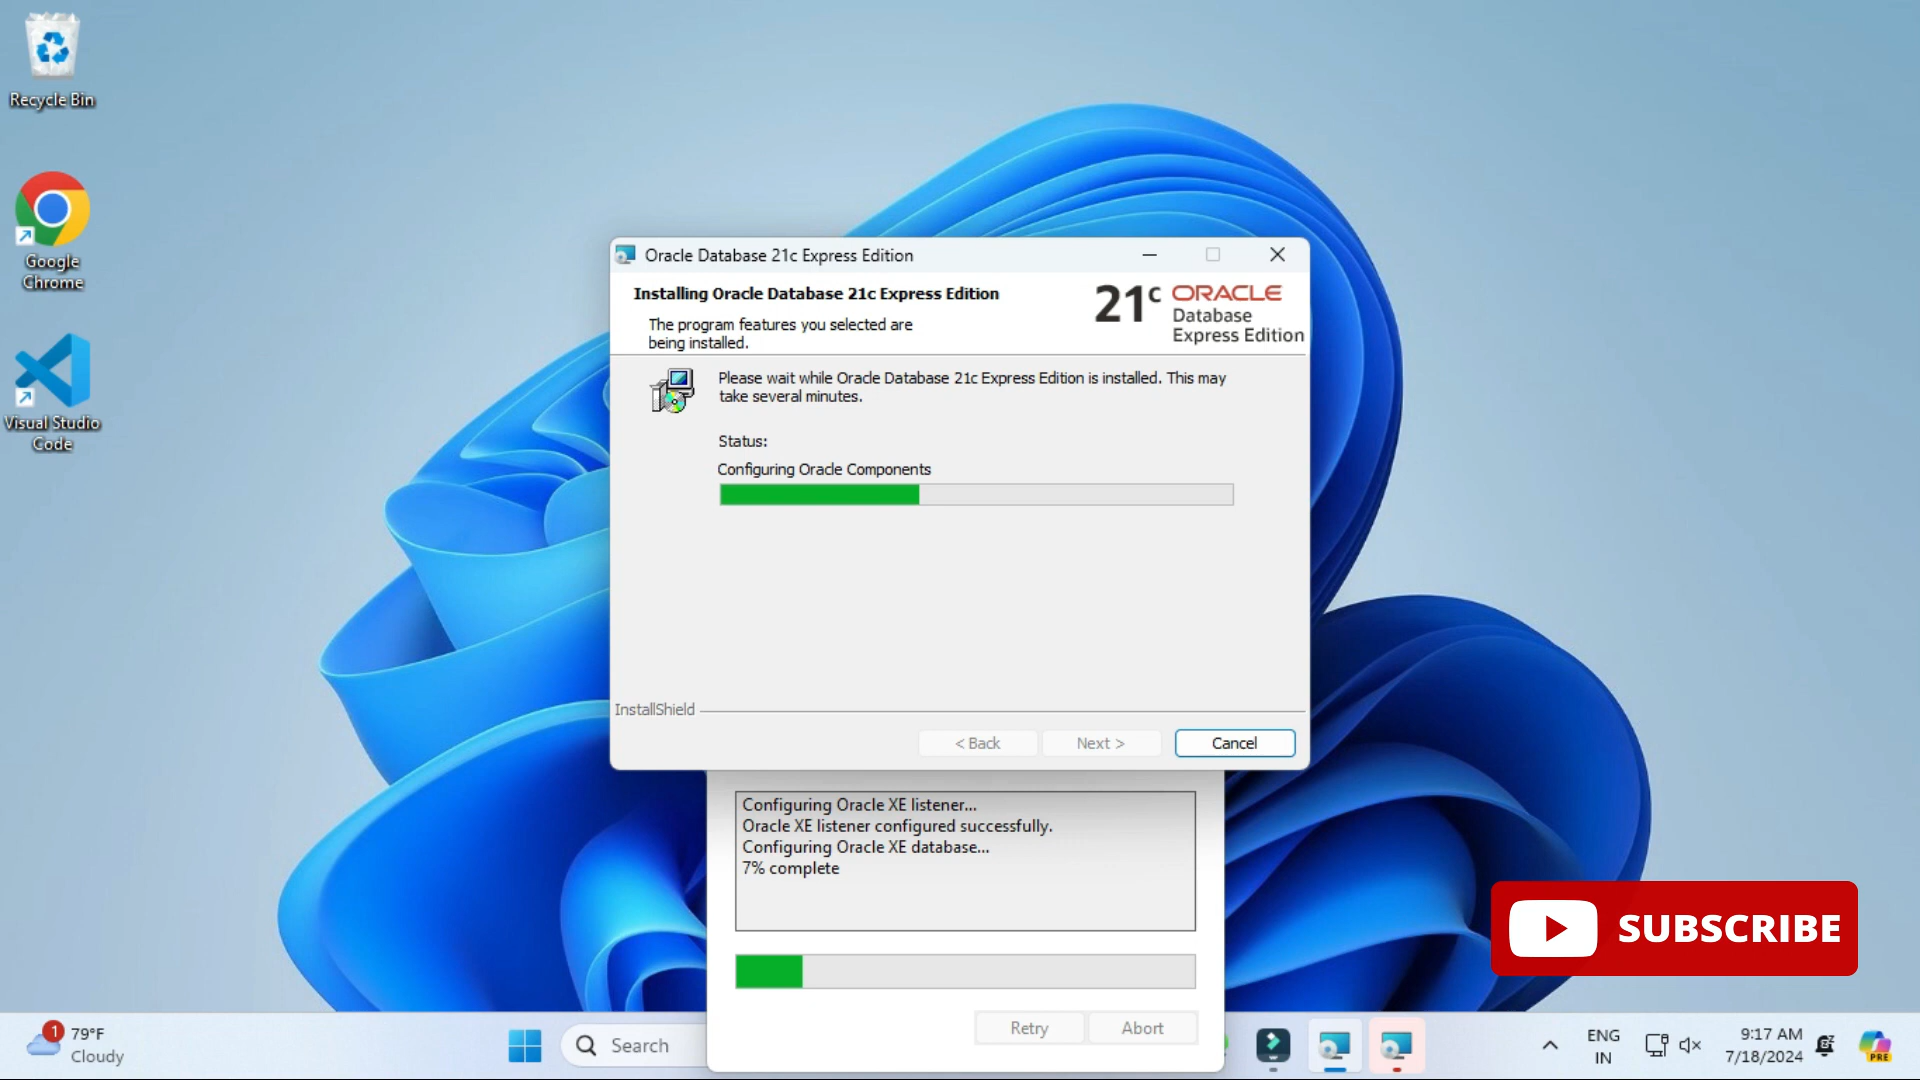 Recycle Bin
Google
Chrome
Visual Studio
Code
Oracle Database 21c Express Edition
Installing Oracle Database 21c Express Edition
The program features you selected are
being installed.
21c ORACLE
Database
Express Edition
Please wait while Oracle Database 21c Express Edition is installed. This may
take several minutes.
Status:
Configuring Oracle Components
InstallShield
< Back
Next >
Cancel
Configuring Oracle XE listener...
Oracle XE listener configured successfully.
Configuring Oracle XE database...
7% complete
Retry
Abort
SUBSCRIBE
1
79°F
Cloudy
Search
ENG
IN
9:17 AM
7/18/2024
PRE